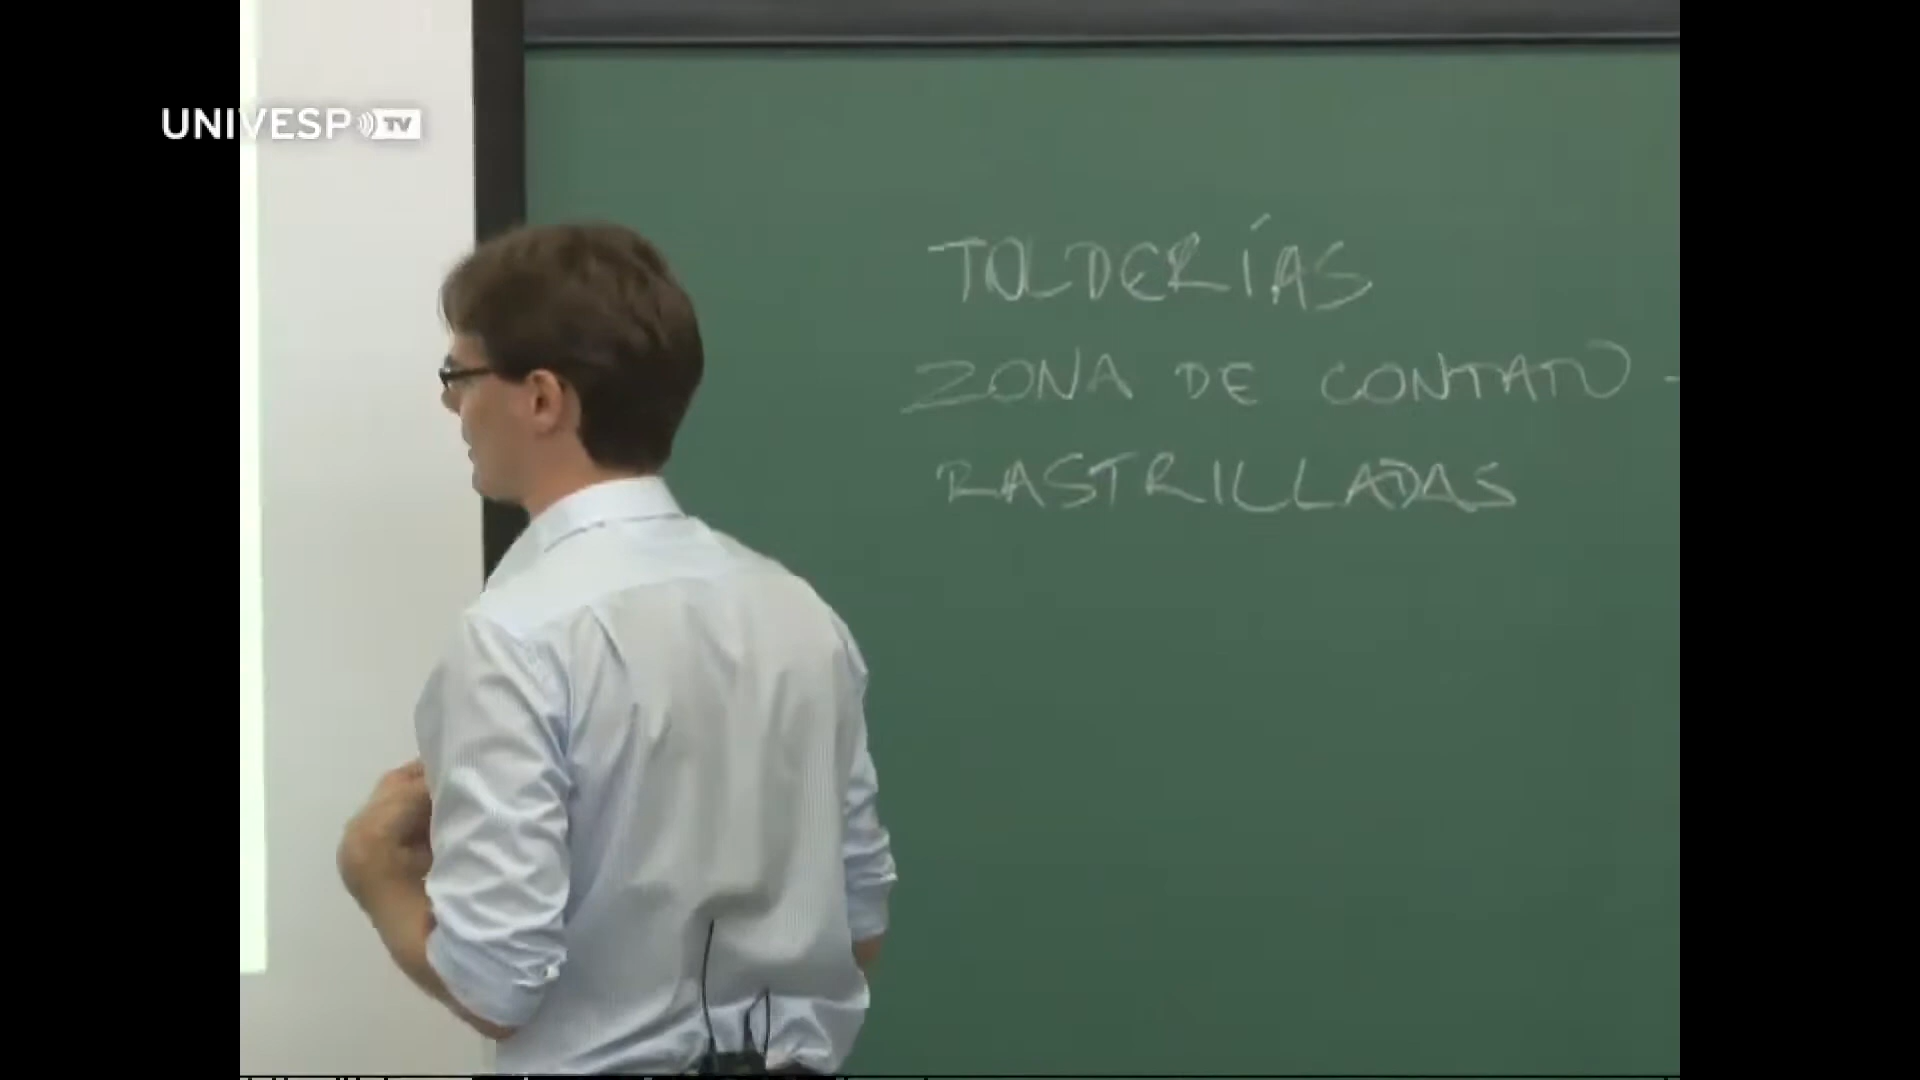 UNIVESP TV
TOLDERÍAS
ZONA DE CONTATO -
RASTRILLADAS